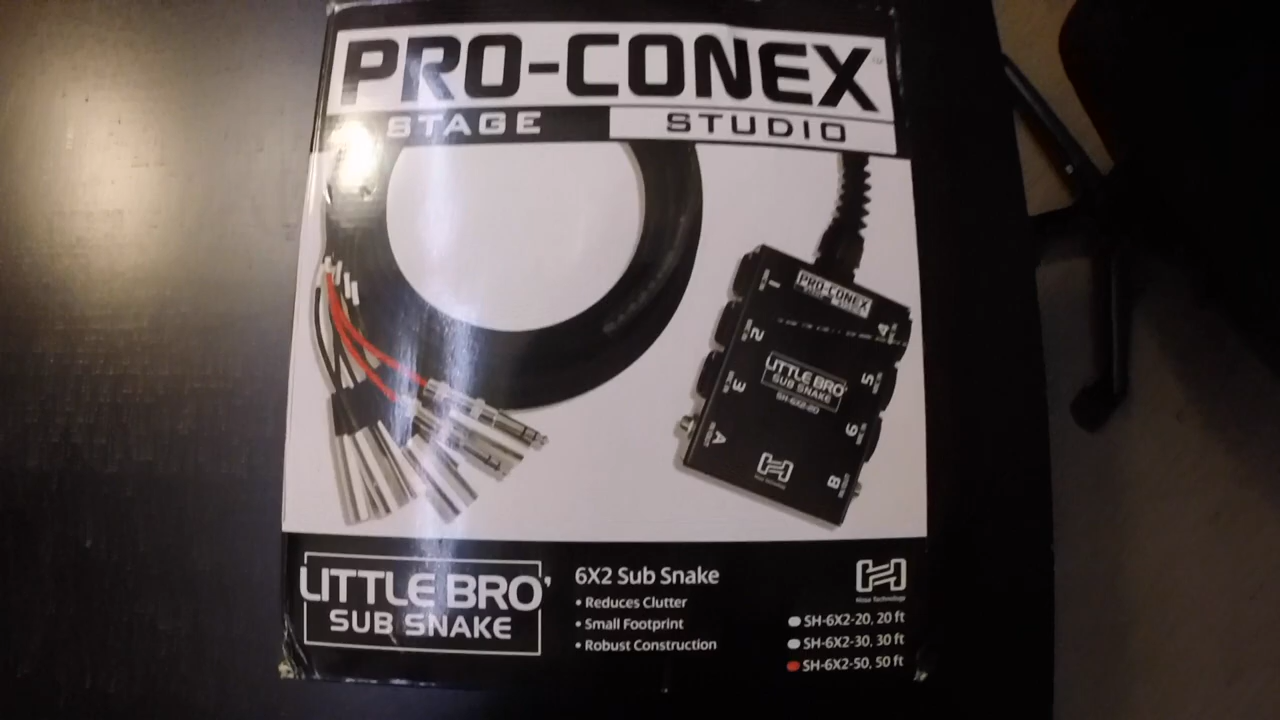 PRO-CONEX
STAGE STUDIO
PRO-CONEX
1
2
3
A
4
5
6
B
LITTLE BRO'
SUB SNAKE
SH-6X2-20
LITTLE BRO'
SUB SNAKE
6X2 Sub Snake
• Reduces Clutter
• Small Footprint
• Robust Construction
Hosa Technology
SH-6X2-20, 20 ft
SH-6X2-30, 30 ft
SH-6X2-50, 50 ft